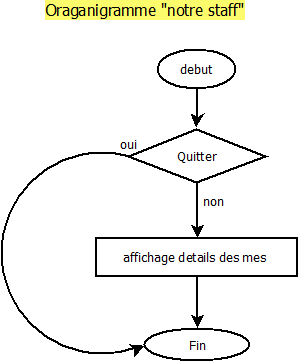 Oraganigramme "notre staff"
debut
oui
Quitter
non
affichage details des mes
Fin